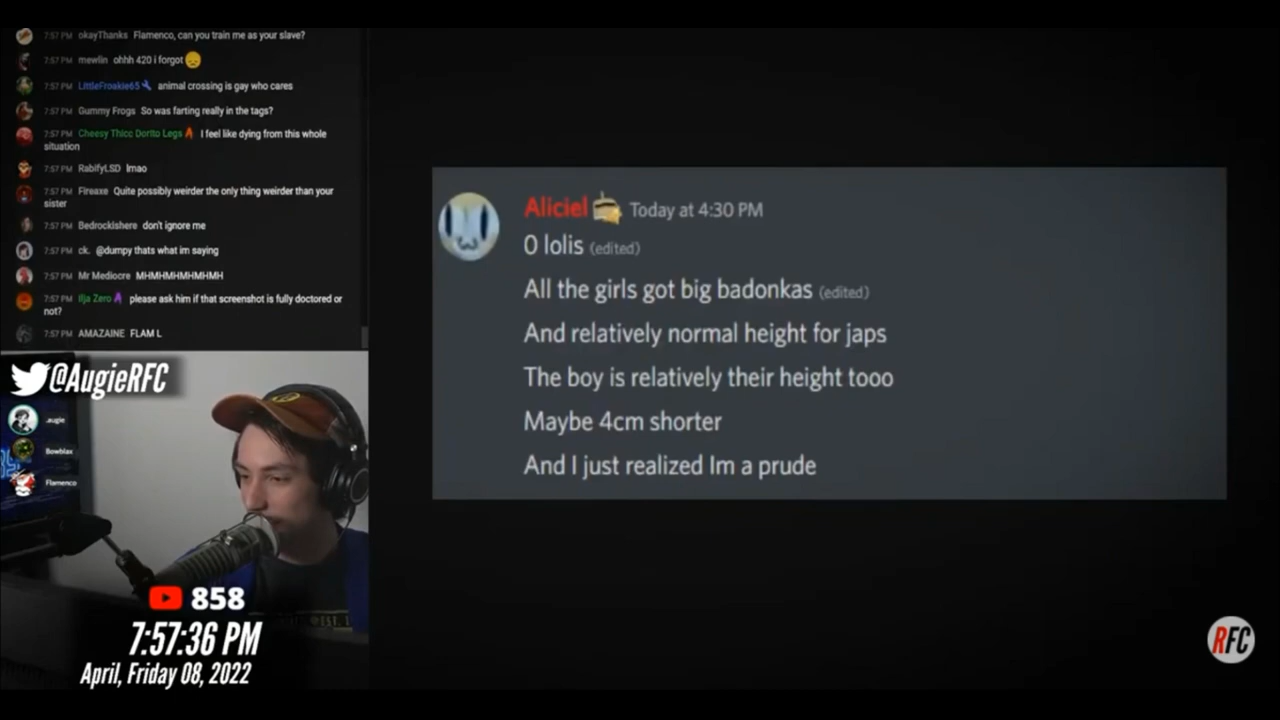 7:57 PM okayThanks Flamenco, can you train me as your slave?
7:57 PM mewlin ohhh 420 i forgot 😞
7:57 PM LittleFroakie65 animal crossing is gay who cares
7:57 PM Gummy Frogs So was farting really in the tags?
7:57 PM Cheesy Thicc Dorito Legs I feel like dying from this whole
situation
7:57 PM RabifyLSD lmao
7:57 PM Fireaxe Quite possibly weirder the only thing weirder than your
sister
7:57 PM BedrockIshere don't ignore me
7:57 PM ck. @dumpy thats what im saying
7:57 PM Mr Mediocre MHMHMHMHMHMH
7:57 PM Ilja Zero please ask him if that screenshot is fully doctored or
not?
7:57 PM AMAZAINE FLAM L
@AugieRFC
.augie
Bowblax
Flamenco
858
7:57:36 PM
April, Friday 08, 2022
Aliciel Today at 4:30 PM
0 lolis (edited)
All the girls got big badonkas (edited)
And relatively normal height for japs
The boy is relatively their height tooo
Maybe 4cm shorter
And I just realized Im a prude
RFC